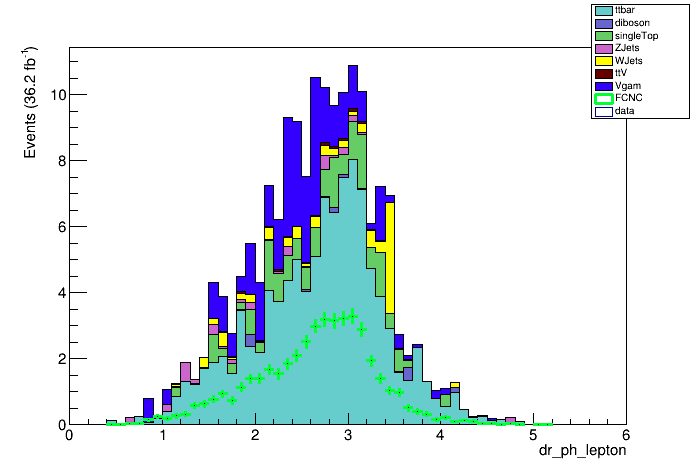 ttbar
diboson
singleTop
ZJets
WJets
ttV
Vgam
FCNC
data
Events (36.2 fb⁻¹)
10
8
6
4
2
0
0 1 2 3 4 5 6
dr_ph_lepton